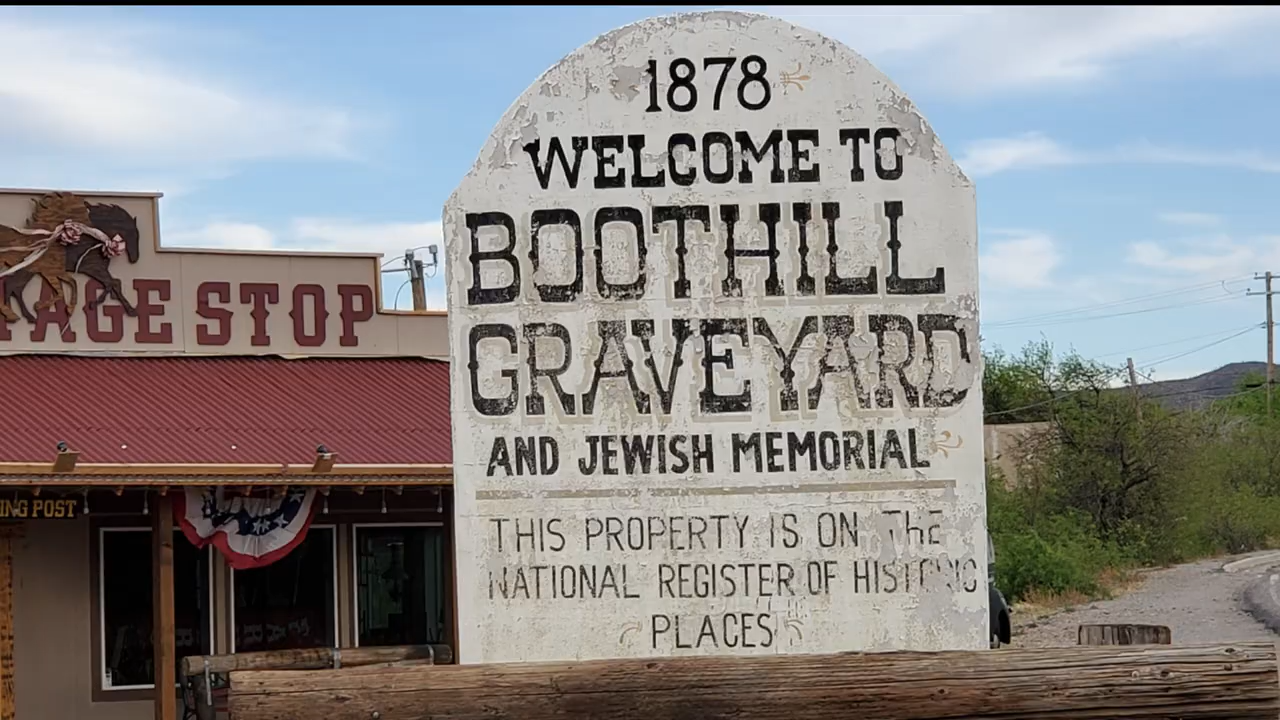 1878
WELCOME TO
BOOTHILL
GRAVEYARD
AND JEWISH MEMORIAL
THIS PROPERTY IS ON THE
NATIONAL REGISTER OF HISTORIC
PLACES
TAGE STOP
ING POST